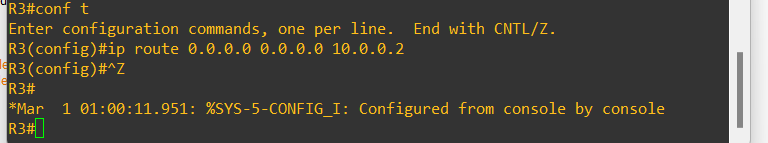 R3#conf t
Enter configuration commands, one per line.  End with CNTL/Z.
R3(config)#ip route 0.0.0.0 0.0.0.0 10.0.0.2
R3(config)#^Z
R3#
*Mar  1 01:00:11.951: %SYS-5-CONFIG_I: Configured from console by console
R3#